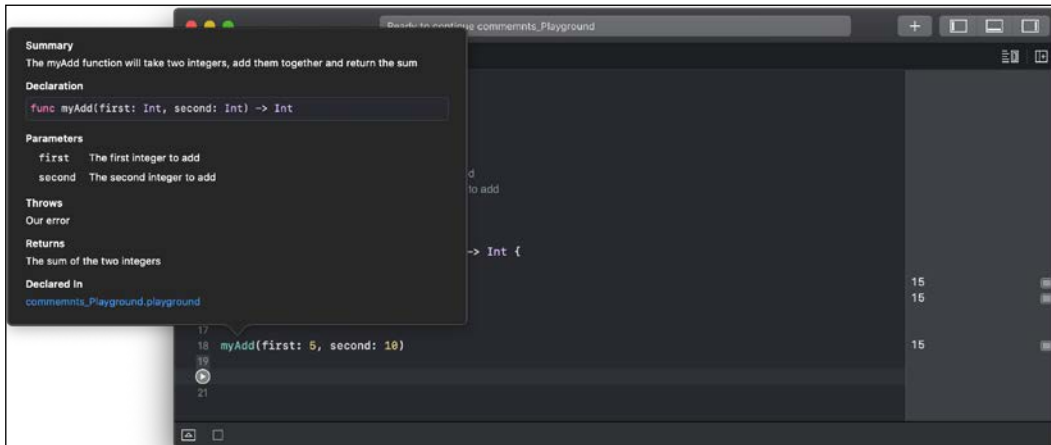 Ready to continue commemnts_Playground
Summary
The myAdd function will take two integers, add them together and return the sum
Declaration
func myAdd(first: Int, second: Int) -> Int
Parameters
first The first integer to add
second The second integer to add
Throws
Our error
Returns
The sum of the two integers
Declared In
commemnts_Playground.playground
d
to add
-> Int {
15
15
17
18 myAdd(first: 5, second: 10)
15
19
21